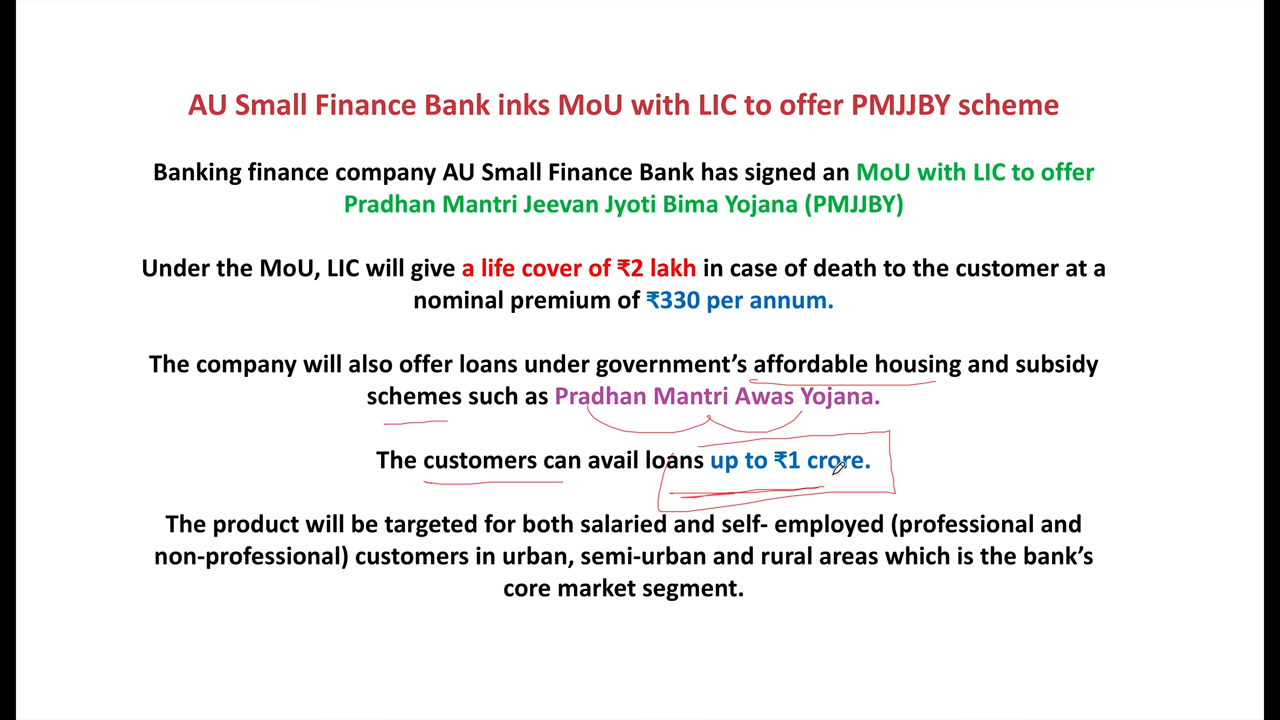 AU Small Finance Bank inks MoU with LIC to offer PMJJBY scheme
Banking finance company AU Small Finance Bank has signed an MoU with LIC to offer
Pradhan Mantri Jeevan Jyoti Bima Yojana (PMJJBY)
Under the MoU, LIC will give a life cover of ₹2 lakh in case of death to the customer at a
nominal premium of ₹330 per annum.
The company will also offer loans under government’s affordable housing and subsidy
schemes such as Pradhan Mantri Awas Yojana.
The customers can avail loans up to ₹1 crore.
The product will be targeted for both salaried and self- employed (professional and
non-professional) customers in urban, semi-urban and rural areas which is the bank’s
core market segment.